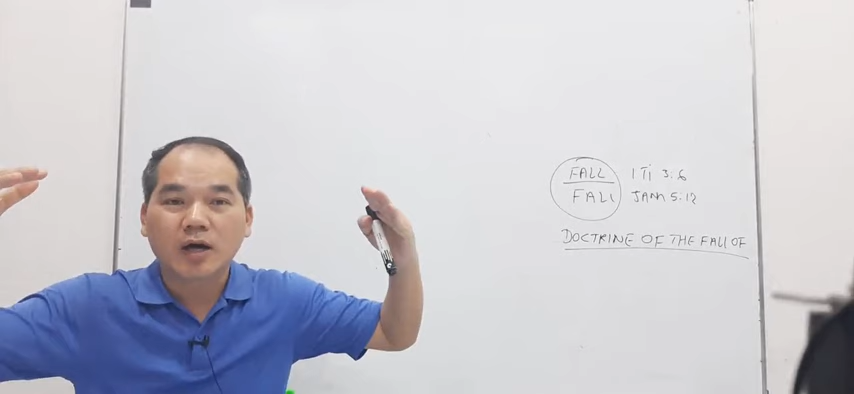 FALL 1 TI 3:6
FALL JAM 5:12
DOCTRINE OF THE FALL OF